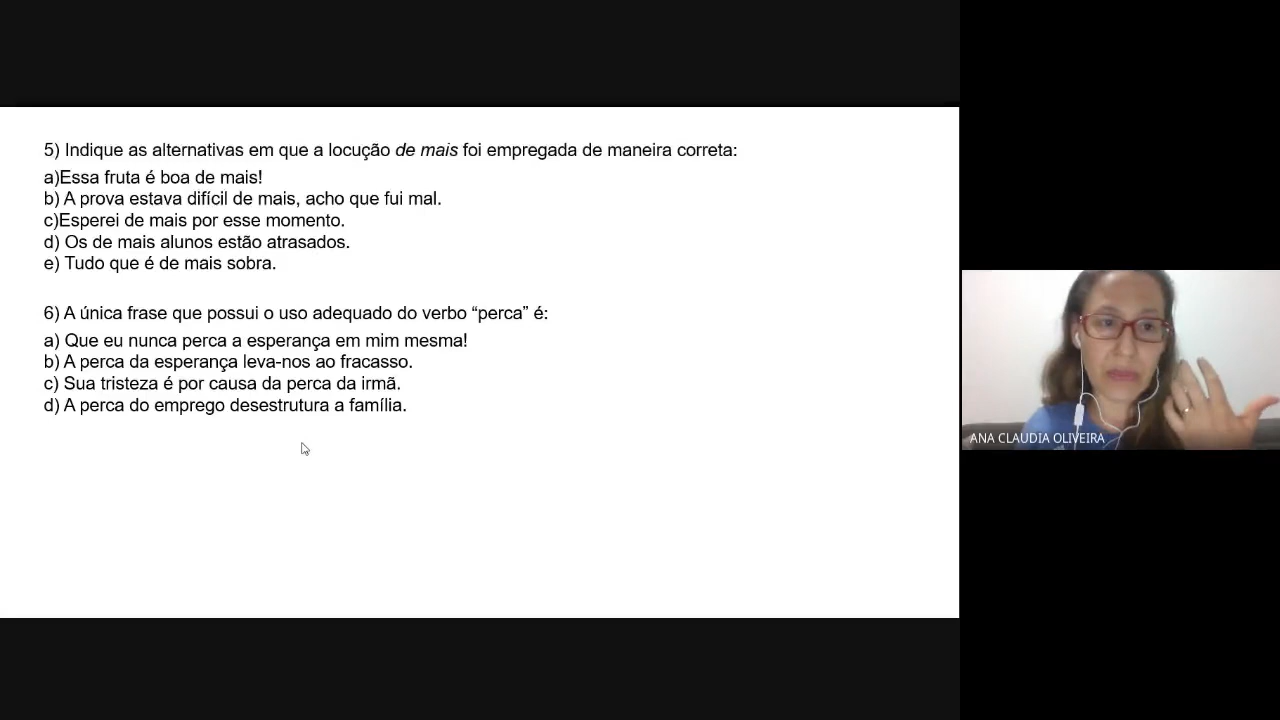 5) Indique as alternativas em que a locução de mais foi empregada de maneira correta:
a)Essa fruta é boa de mais!
b) A prova estava difícil de mais, acho que fui mal.
c)Esperei de mais por esse momento.
d) Os de mais alunos estão atrasados.
e) Tudo que é de mais sobra.
6) A única frase que possui o uso adequado do verbo “perca” é:
a) Que eu nunca perca a esperança em mim mesma!
b) A perca da esperança leva-nos ao fracasso.
c) Sua tristeza é por causa da perca da irmã.
d) A perca do emprego desestrutura a família.
ANA CLAUDIA OLIVEIRA